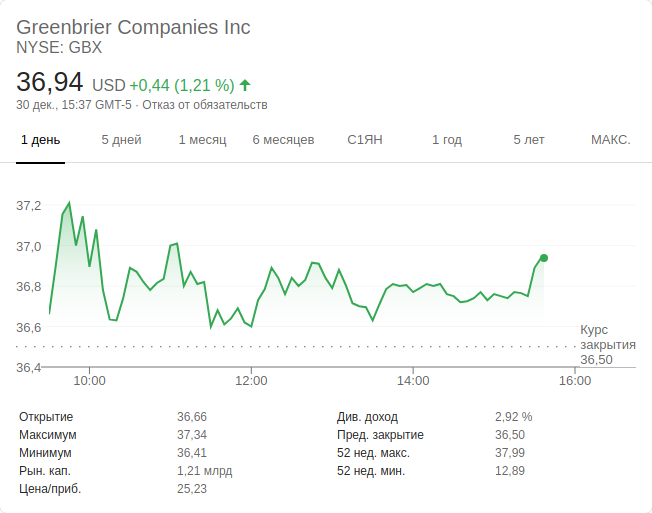 Greenbrier Companies Inc
NYSE: GBX
36,94 USD +0,44 (1,21 %)
30 дек., 15:37 GMT-5 · Отказ от обязательств
1 день 5 дней 1 месяц 6 месяцев С1ЯН 1 год 5 лет МАКС.
37,2
37,0
36,8
36,6
Курс
закрытия
36,50
36,4
10:00 12:00 14:00 16:00
Открытие 36,66 Див. доход 2,92 %
Максимум 37,34 Пред. закрытие 36,50
Минимум 36,41 52 нед. макс. 37,99
Рын. кап. 1,21 млрд 52 нед. мин. 12,89
Цена/приб. 25,23